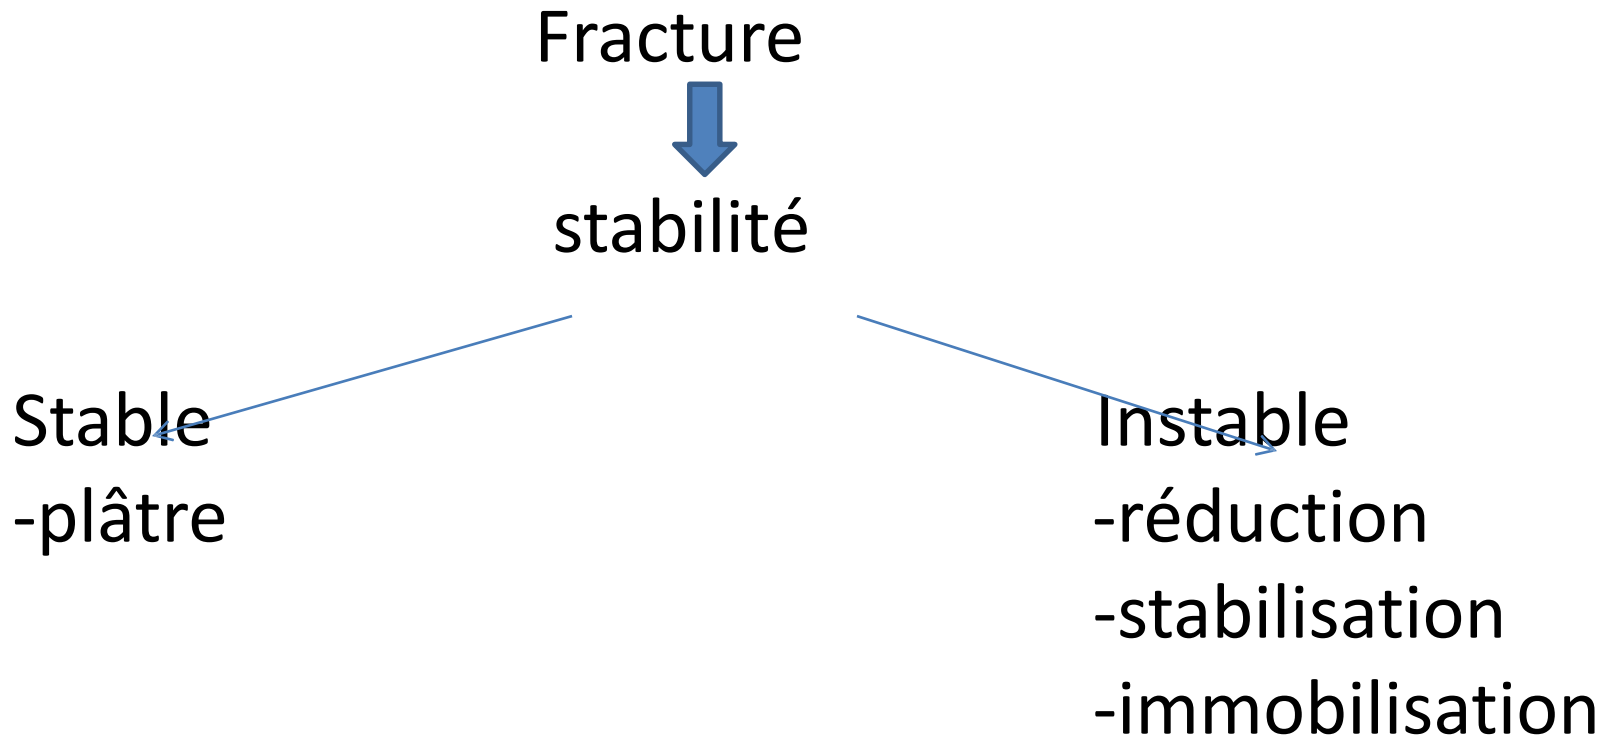 Fracture
stabilité
Stable
-plâtre
Instable
-réduction
-stabilisation
-immobilisation